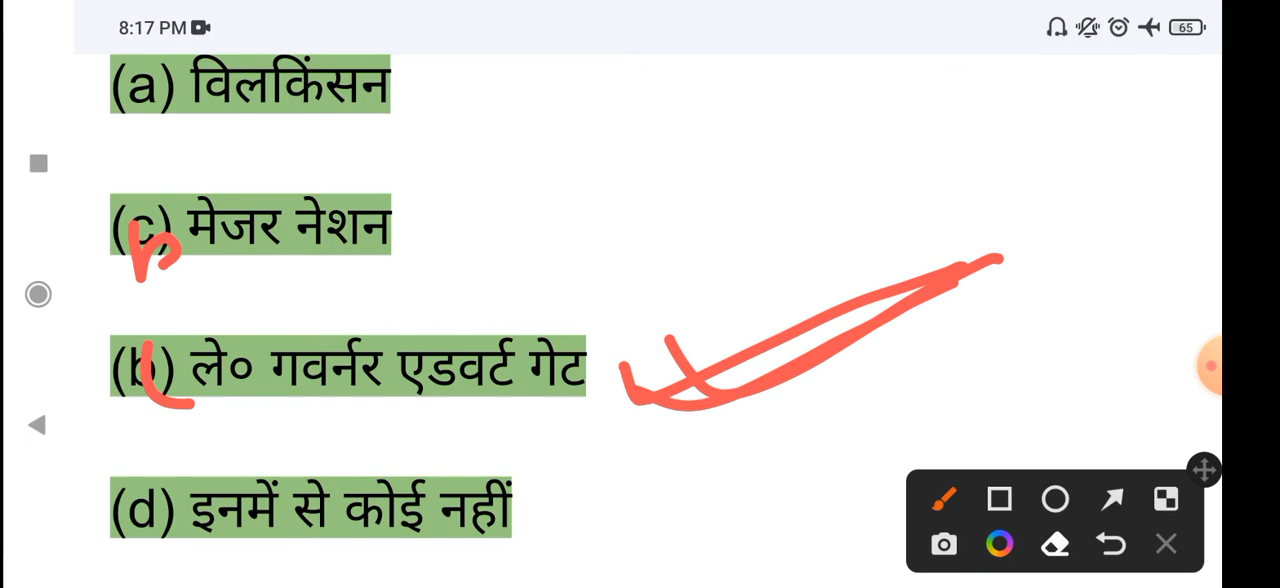 8:17 PM
65
(a) विलकिंसन
(c) मेजर नेशन
(b) ले० गवर्नर एडवर्ट गेट
(d) इनमें से कोई नहीं